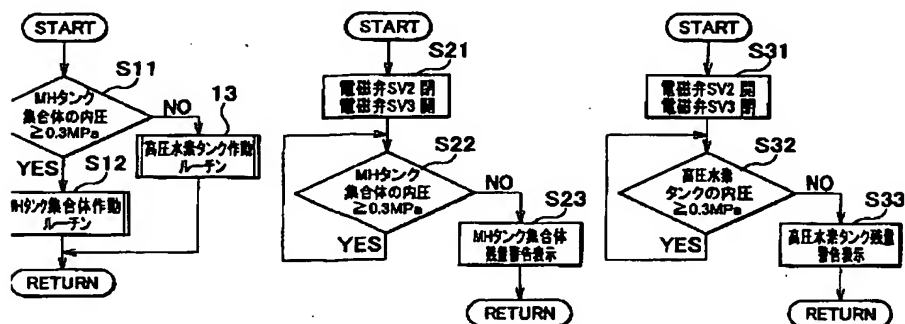 START
S11
MHタンク
集合体の内圧
≧0.3MPa
NO
YES
13
高圧水素タンク作動
ルーチン
S12
MHタンク集合体作動
ルーチン
RETURN
START
S21
電磁弁SV2 閉
電磁弁SV3 開
S22
MHタンク
集合体の内圧
≧0.3MPa
NO
YES
S23
MHタンク集合体
残量警告表示
RETURN
START
S31
電磁弁SV2 開
電磁弁SV3 閉
S32
高圧水素
タンクの内圧
≧0.3MPa
NO
YES
S33
高圧水素タンク残量
警告表示
RETURN